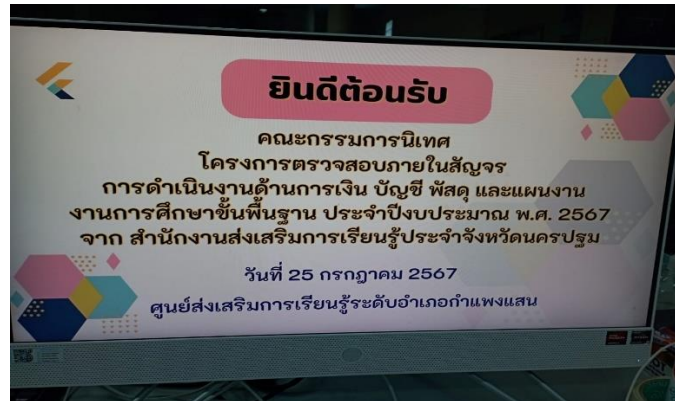 ยินดีต้อนรับ
คณะกรรมการนิเทศ
โครงการตรวจสอบภายในสัญจร
การดำเนินงานด้านการเงิน บัญชี พัสดุ และแผนงาน
งานการศึกษาขั้นพื้นฐาน ประจำปีงบประมาณ พ.ศ. 2567
จาก สำนักงานส่งเสริมการเรียนรู้ประจำจังหวัดนครปฐม
วันที่ 25 กรกฎาคม 2567
ศูนย์ส่งเสริมการเรียนรู้ระดับอำเภอกำแพงแสน